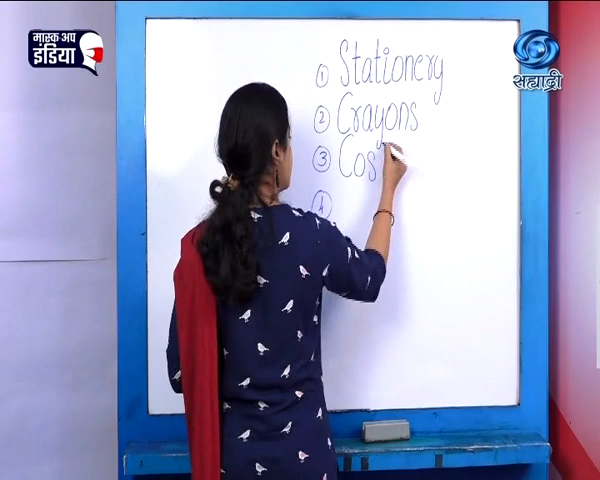 मास्क अप
इंडिया
सह्याद्री
① Stationery
② Crayons
③ Cos
④